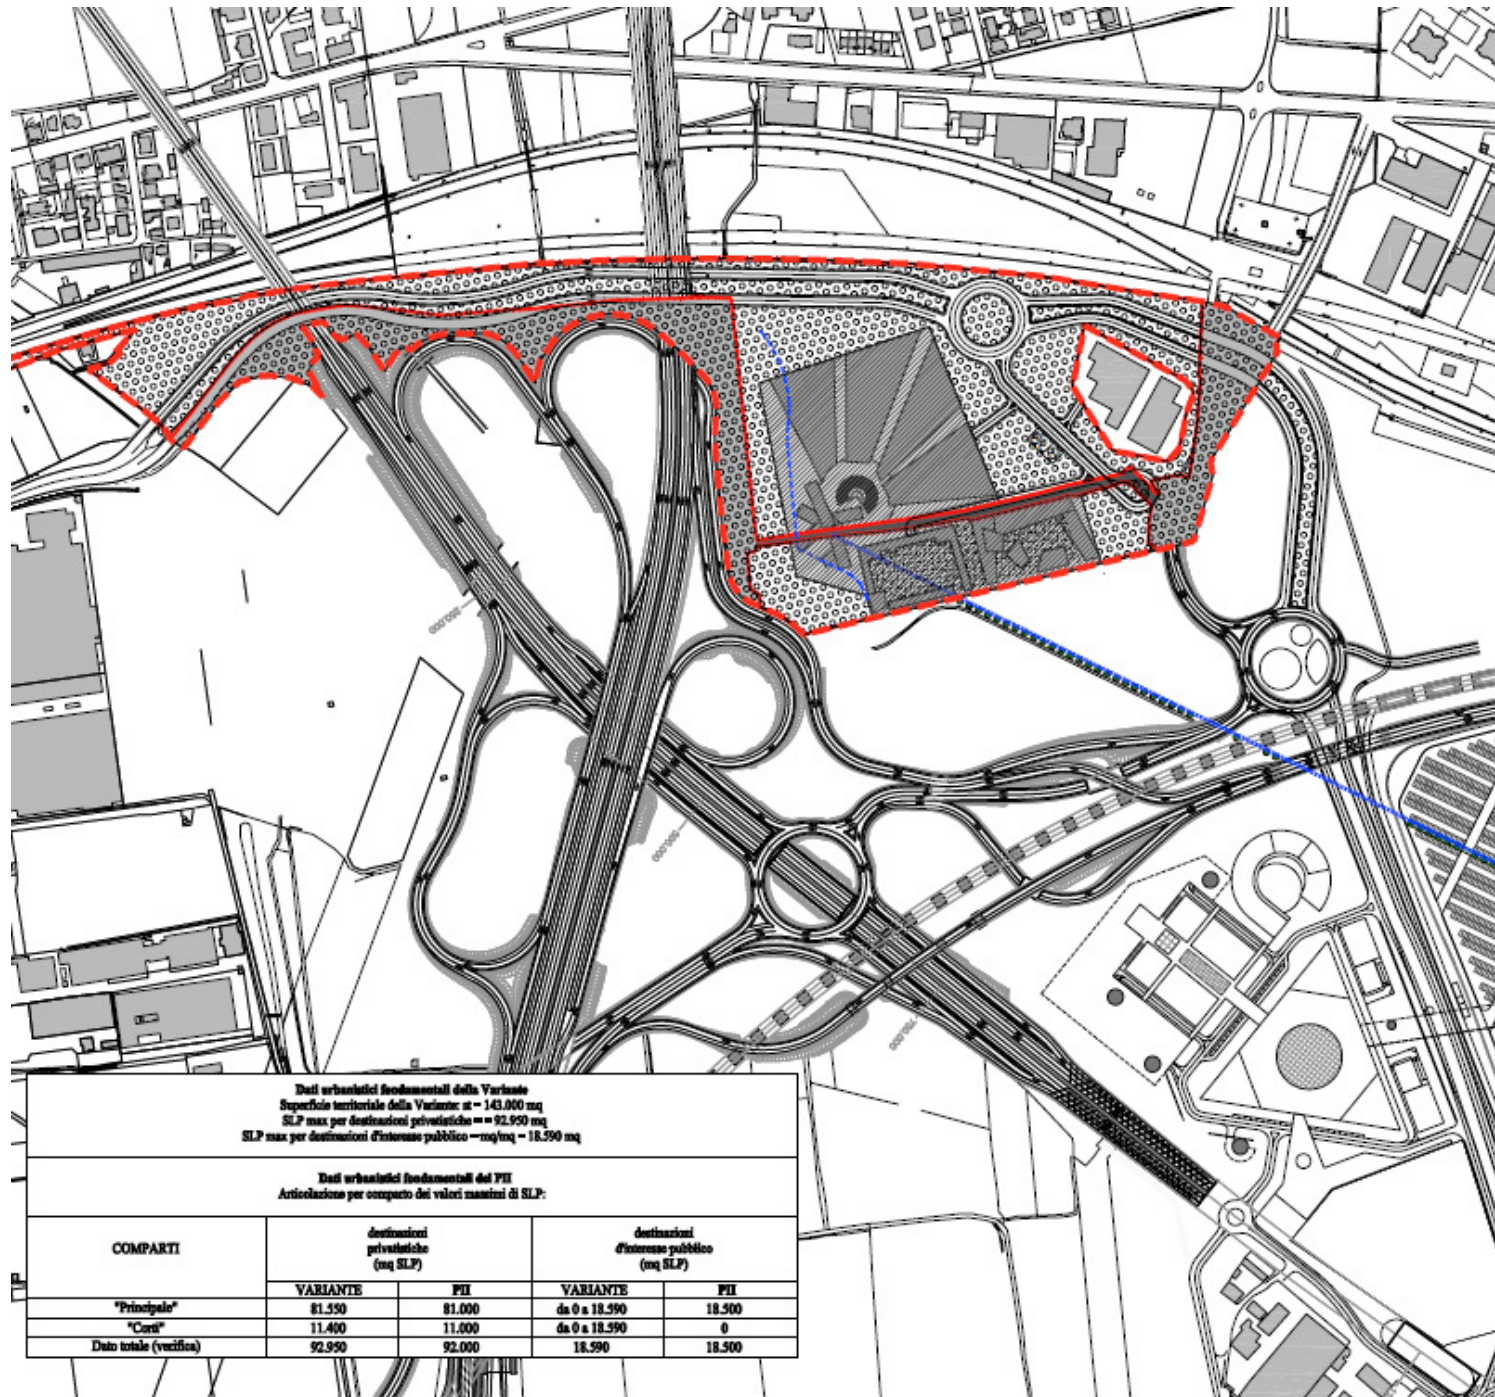 Dati urbanistici fondamentali della Variante
Superficie territoriale della Variante: st = 143.000 mq
SLP max per destinazioni privatistiche = 92.950 mq
SLP max per destinazioni d'interesse pubblico mq/mq = 18.590 mq
Dati urbanistici fondamentali del PII
Articolazione per comparto dei valori massimi di SLP:
COMPARTI
destinazioni
privatistiche
(mq SLP)
destinazioni
d'interesse pubblico
(mq SLP)
VARIANTE PII VARIANTE PII
"Principale" 81.550 81.000 da 0 a 18.590 18.500
"Corti" 11.400 11.000 da 0 a 18.590 0
Dato totale (verifica) 92.950 92.000 18.590 18.500